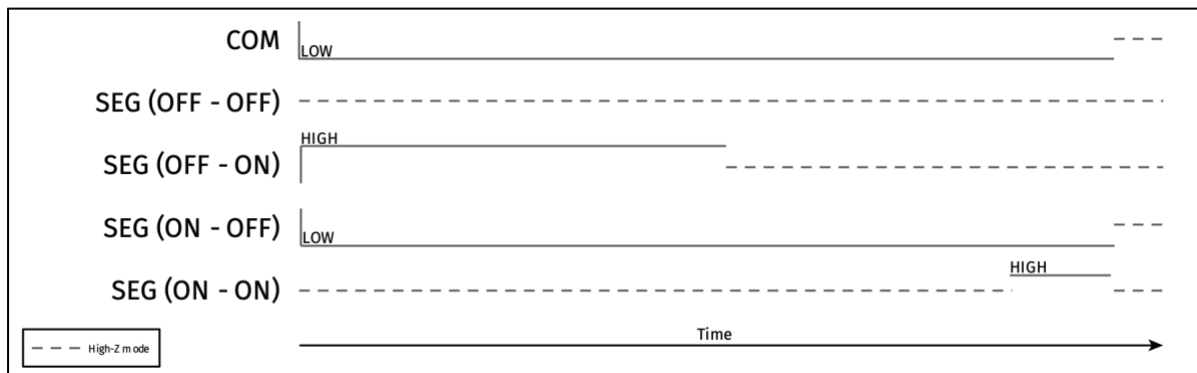 COM
LOW
SEG (OFF - OFF)
HIGH
SEG (OFF - ON)
SEG (ON - OFF)
LOW
HIGH
SEG (ON - ON)
Time
High-Z mode